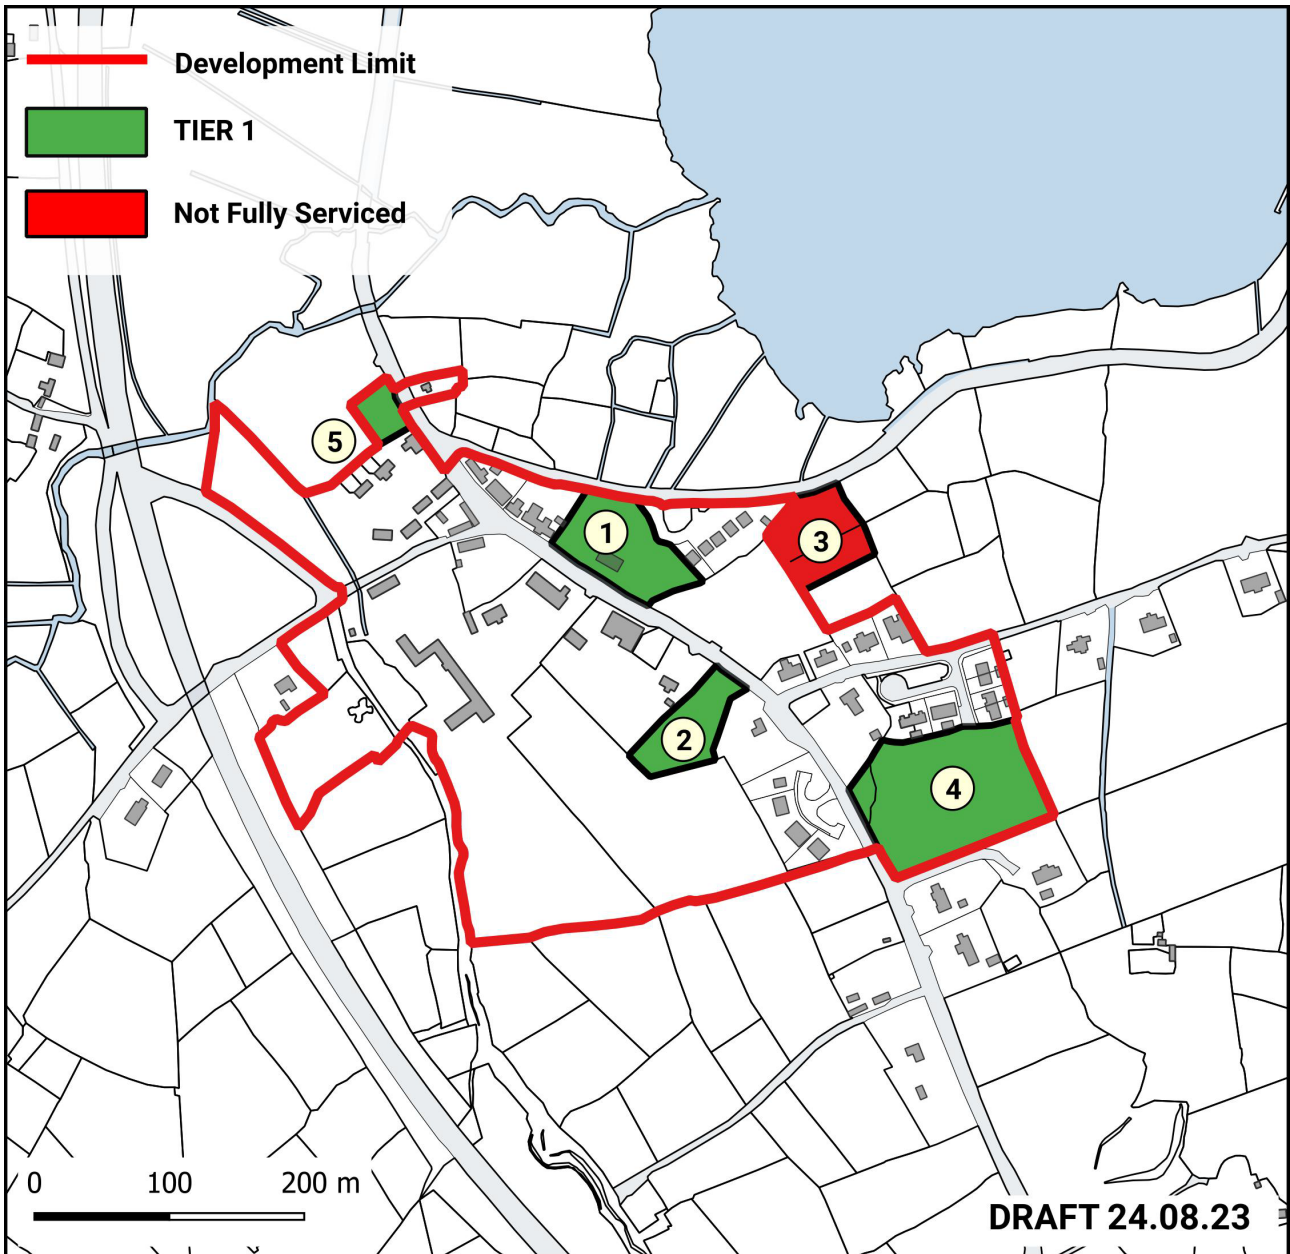 Development Limit
TIER 1
Not Fully Serviced
5
1
3
2
4
0 100 200 m
DRAFT 24.08.23